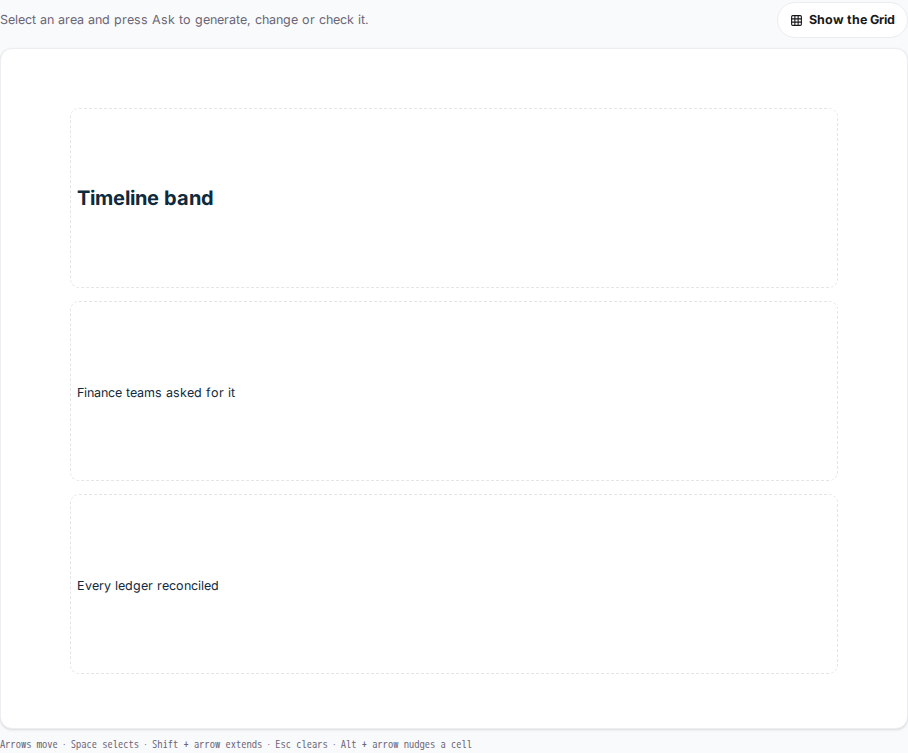 Select an area and press Ask to generate, change or check it.
Show the Grid
Timeline band
Finance teams asked for it
Every ledger reconciled
Arrows move · Space selects · Shift + arrow extends · Esc clears · Alt + arrow nudges a cell